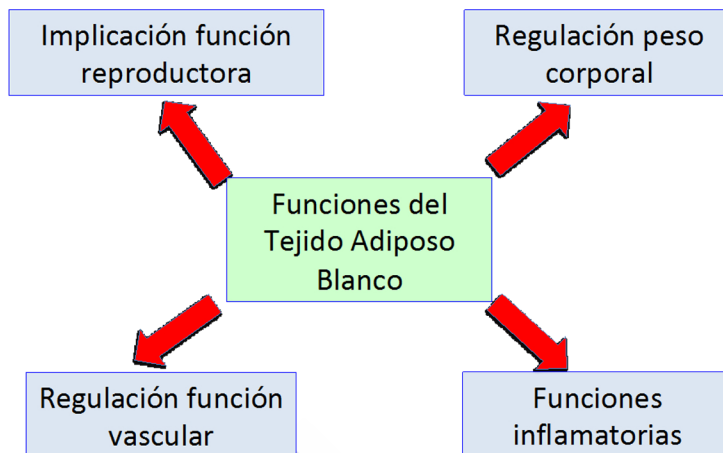 Implicación función
reproductora
Regulación peso
corporal
Funciones del
Tejido Adiposo
Blanco
Regulación función
vascular
Funciones
inflamatorias